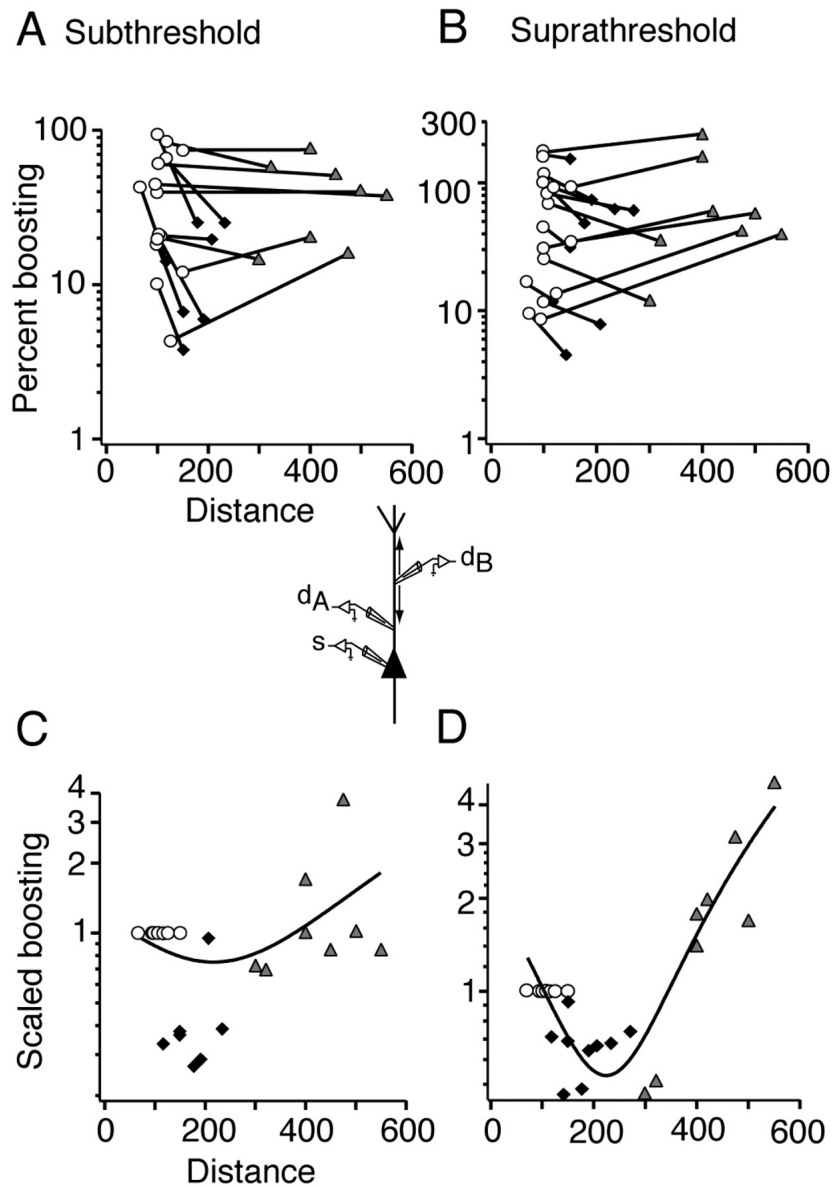 A Subthreshold
B Suprathreshold
Percent boosting
100
10
1
0 200 400 600
Distance
300
100
10
1
0 200 400 600
dB
dA
s
C
D
Scaled boosting
4
3
2
1
0 200 400 600
Distance
4
3
2
1
0 200 400 600